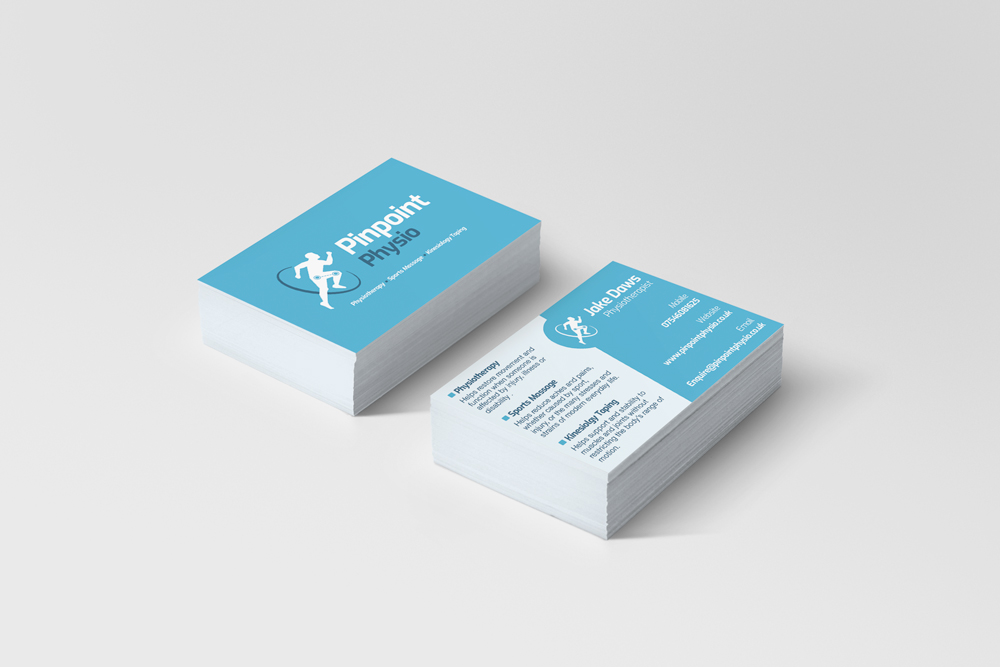 Pinpoint
Physio
Physiotherapy • Sports Massage • Kinesiology Taping
Jake Daws
Physiotherapist
Mobile
07546081625
Website
www.pinpointphysio.co.uk
Email
Enquire@pinpointphysio.co.uk
Physiotherapy
Helps restore movement and
function when someone is
affected by injury, illness or
disability .
Sports Massage
Helps reduce aches and pains,
whether caused by sport,
injury, or the many stresses and
strains of modern everyday life.
Kinesiolgy Taping
Helps support and stability to
muscles and joints without
restricting the body's range of
motion.